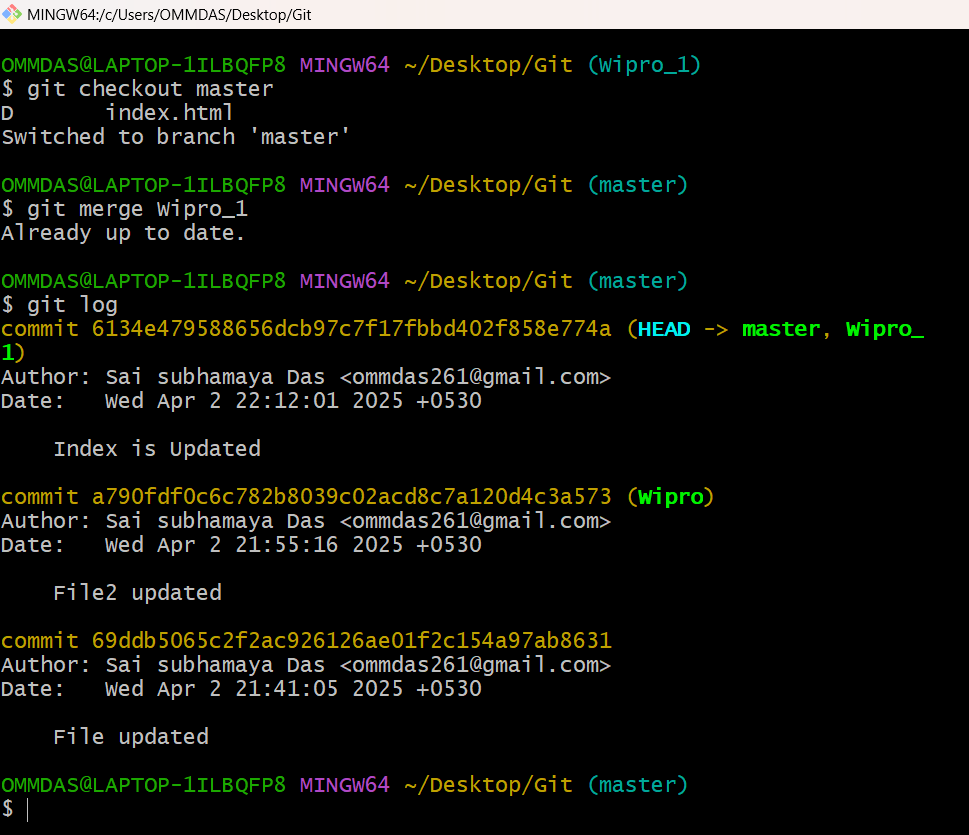 MINGW64:/c/Users/OMMDAS/Desktop/Git
OMMDAS@LAPTOP-1ILBQFP8 MINGW64 ~/Desktop/Git (Wipro_1)
$ git checkout master
D       index.html
Switched to branch 'master'
OMMDAS@LAPTOP-1ILBQFP8 MINGW64 ~/Desktop/Git (master)
$ git merge Wipro_1
Already up to date.
OMMDAS@LAPTOP-1ILBQFP8 MINGW64 ~/Desktop/Git (master)
$ git log
commit 6134e479588656dcb97c7f17fbbd402f858e774a (HEAD -> master, Wipro_
1)
Author: Sai subhamaya Das <ommdas261@gmail.com>
Date:   Wed Apr 2 22:12:01 2025 +0530
    Index is Updated
commit a790fdf0c6c782b8039c02acd8c7a120d4c3a573 (Wipro)
Author: Sai subhamaya Das <ommdas261@gmail.com>
Date:   Wed Apr 2 21:55:16 2025 +0530
    File2 updated
commit 69ddb5065c2f2ac926126ae01f2c154a97ab8631
Author: Sai subhamaya Das <ommdas261@gmail.com>
Date:   Wed Apr 2 21:41:05 2025 +0530
    File updated
OMMDAS@LAPTOP-1ILBQFP8 MINGW64 ~/Desktop/Git (master)
$